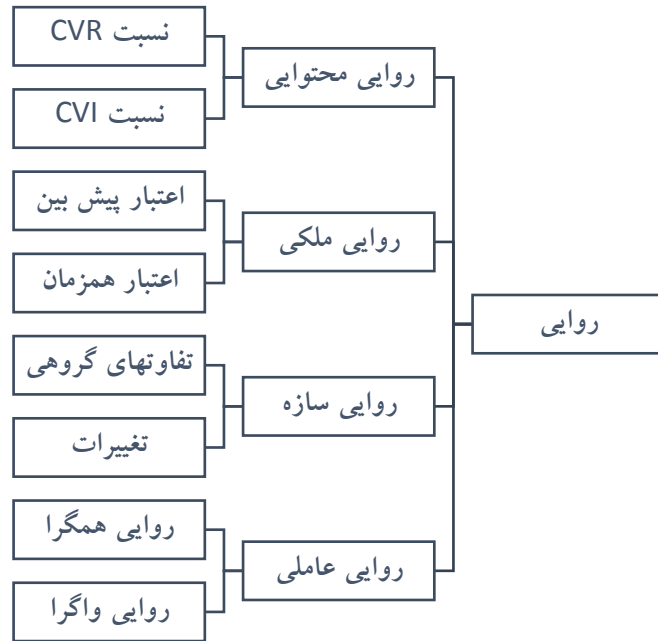 روایی
روایی محتوایی
نسبت CVR
نسبت CVI
روایی ملکی
اعتبار پیش بین
اعتبار همزمان
روایی سازه
تفاوتهای گروهی
تغییرات
روایی عاملی
روایی همگرا
روایی واگرا